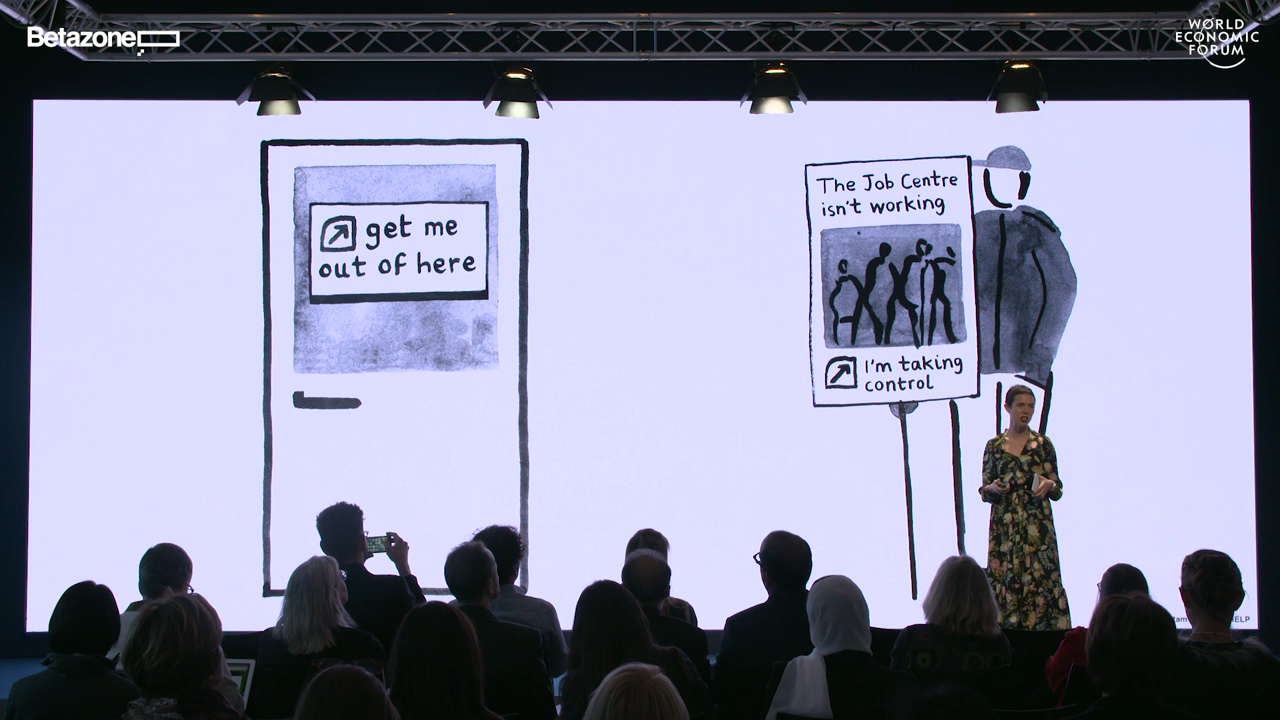 Betazone
WORLD
ECONOMIC
FORUM
get me
out of here
The Job Centre
isn't working
I'm taking
control